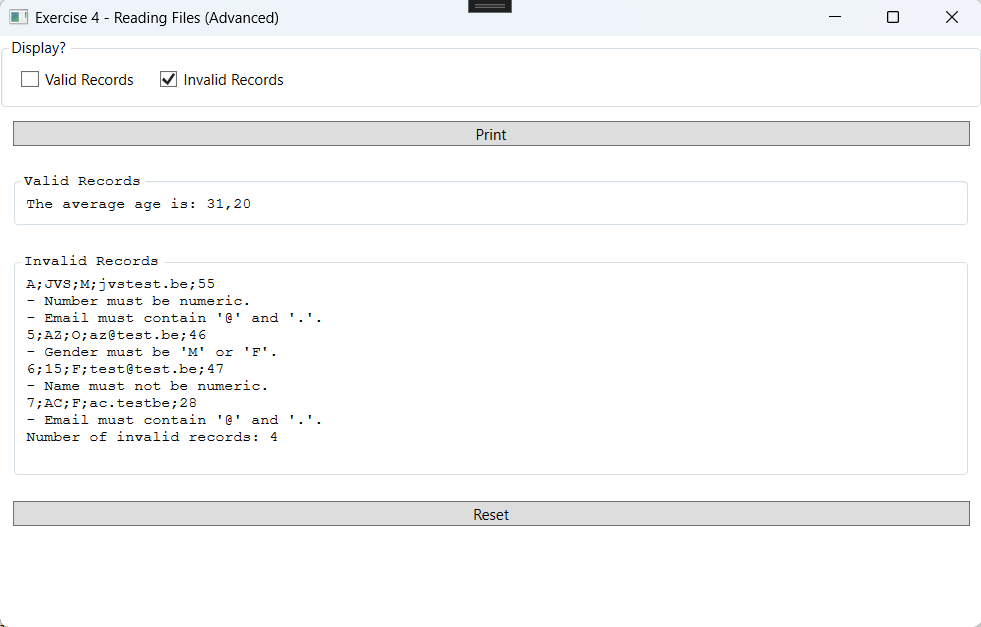 Exercise 4 - Reading Files (Advanced)
Display?
Valid Records
Invalid Records
Print
Valid Records
The average age is: 31,20
Invalid Records
A;JVS;M;jvstest.be;55
- Number must be numeric.
- Email must contain '@' and '.'.
5;AZ;O;az@test.be;46
- Gender must be 'M' or 'F'.
6;15;F;test@test.be;47
- Name must not be numeric.
7;AC;F;ac.testbe;28
- Email must contain '@' and '.'.
Number of invalid records: 4
Reset